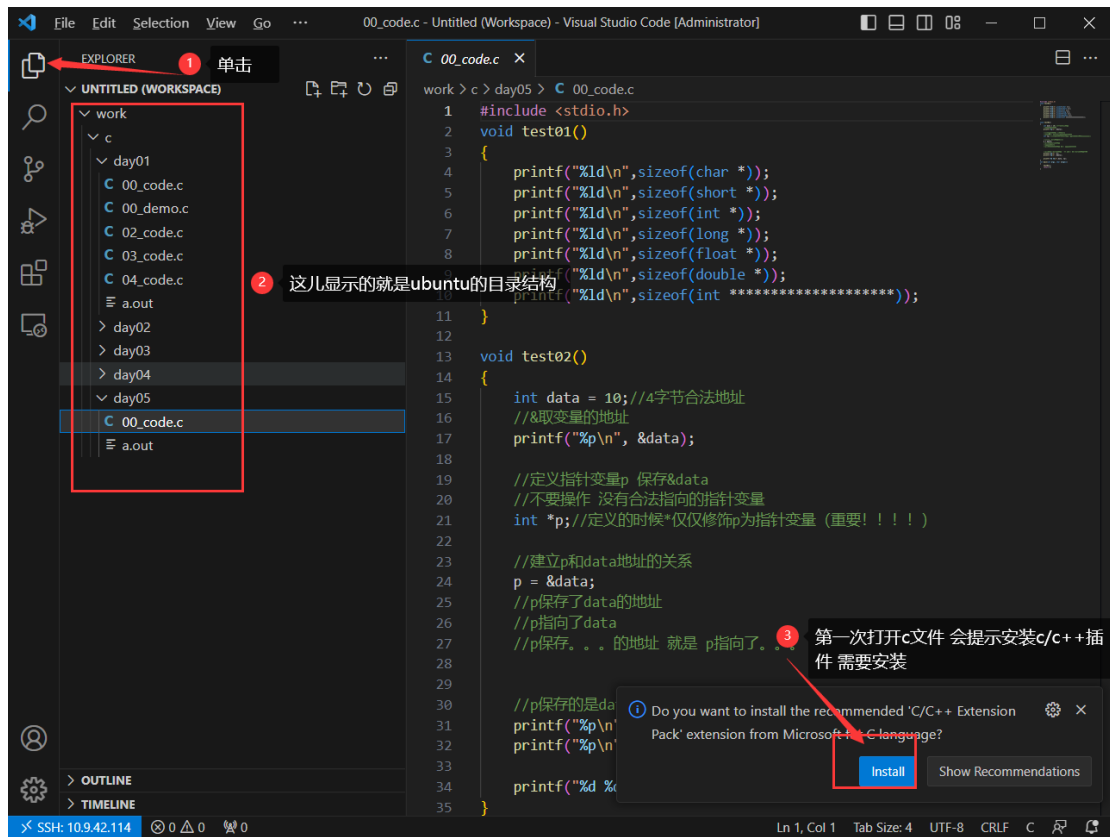 File Edit Selection View Go ··· 00_code.c - Untitled (Workspace) - Visual Studio Code [Administrator]
EXPLORER ···
1 单击
UNTITLED (WORKSPACE)
work
c
day01
00_code.c
00_demo.c
02_code.c
03_code.c
04_code.c
a.out
day02
day03
day04
day05
00_code.c
a.out
2 这儿显示的就是ubuntu的目录结构
OUTLINE
TIMELINE
C 00_code.c
work > c > day05 > C 00_code.c
1 #include <stdio.h>
2 void test01()
3 {
4 printf("%ld\n",sizeof(char *));
5 printf("%ld\n",sizeof(short *));
6 printf("%ld\n",sizeof(int *));
7 printf("%ld\n",sizeof(long *));
8 printf("%ld\n",sizeof(float *));
9 printf("%ld\n",sizeof(double *));
10 printf("%ld\n",sizeof(int ********************));
11 }
12
13 void test02()
14 {
15 int data = 10;//4字节合法地址
16 //&取变量的地址
17 printf("%p\n", &data);
18
19 //定义指针变量p 保存&data
20 //不要操作 没有合法指向的指针变量
21 int *p;//定义的时候*仅仅修饰p为指针变量（重要！！！！）
22
23 //建立p和data地址的关系
24 p = &data;
25 //p保存了data的地址
26 //p指向了data
27 //p保存。。。的地址 就是 p指向了。。。
28
29
30 //p保存的是da
31 printf("%p\n"
32 printf("%p\n"
33
34 printf("%d %
35 }
3 第一次打开c文件 会提示安装c/c++插
件 需要安装
Do you want to install the recommended 'C/C++ Extension
Pack' extension from Microsoft for C language?
Install Show Recommendations
SSH: 10.9.42.114 0 0 0 Ln 1, Col 1 Tab Size: 4 UTF-8 CRLF C